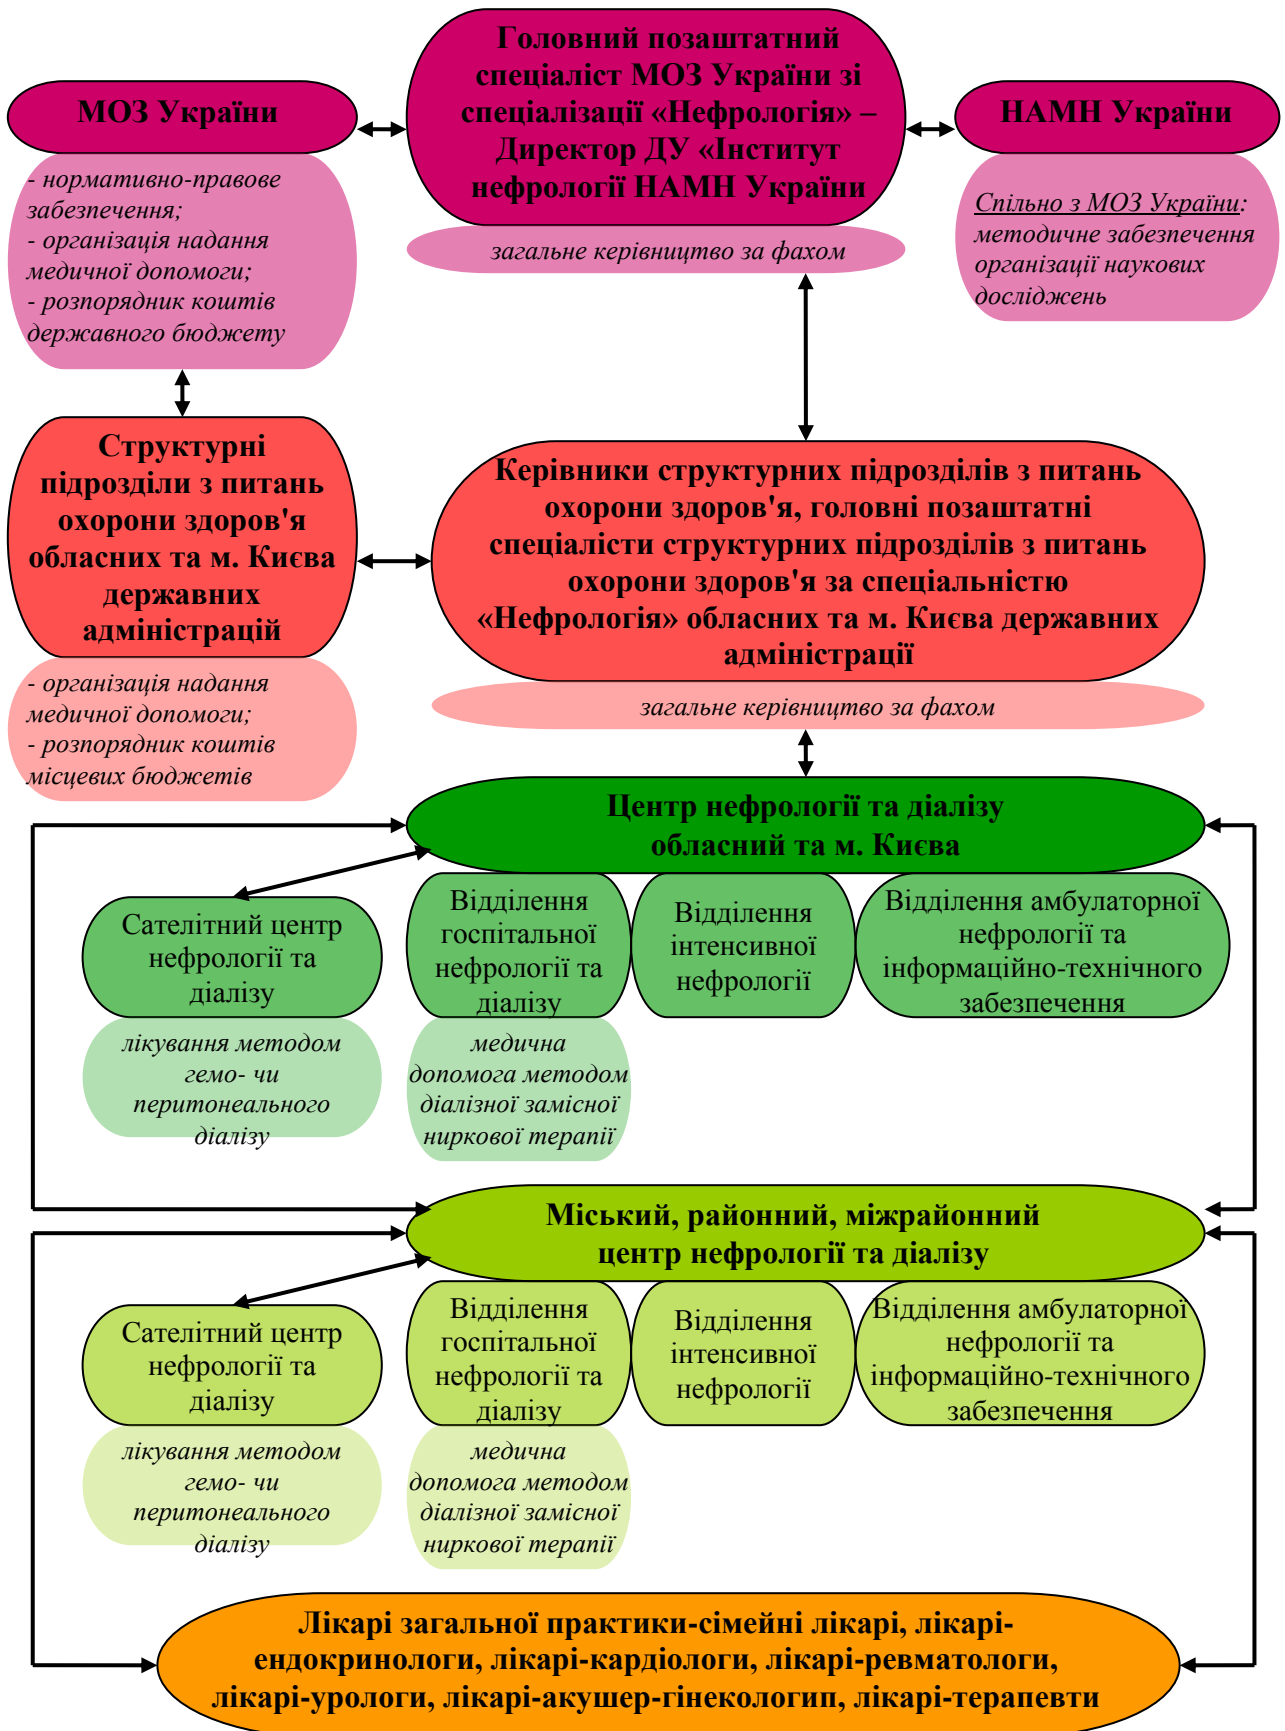 Головний позаштатний
спеціаліст МОЗ України зі
спеціалізації «Нефрологія» –
Директор ДУ «Інститут
нефрології НАМН України
МОЗ України
НАМН України
- нормативно-правове
забезпечення;
- організація надання
медичної допомоги;
- розпорядник коштів
державного бюджету
загальне керівництво за фахом
Спільно з МОЗ України:
методичне забезпечення
організації наукових
досліджень
Структурні
підрозділи з питань
охорони здоров'я
обласних та м. Києва
державних
адміністрацій
Керівники структурних підрозділів з питань
охорони здоров'я, головні позаштатні
спеціалісти структурних підрозділів з питань
охорони здоров'я за спеціальністю
«Нефрологія» обласних та м. Києва державних
адміністрації
- організація надання
медичної допомоги;
- розпорядник коштів
місцевих бюджетів
загальне керівництво за фахом
Центр нефрології та діалізу
обласний та м. Києва
Сателітний центр
нефрології та
діалізу
Відділення
госпітальної
нефрології та
діалізу
Відділення
інтенсивної
нефрології
Відділення амбулаторної
нефрології та
інформаційно-технічного
забезпечення
лікування методом
гемо- чи
перитонеального
діалізу
медична
допомога методом
діалізної замісної
ниркової терапії
Міський, районний, міжрайонний
центр нефрології та діалізу
Сателітний центр
нефрології та
діалізу
Відділення
госпітальної
нефрології та
діалізу
Відділення
інтенсивної
нефрології
Відділення амбулаторної
нефрології та
інформаційно-технічного
забезпечення
лікування методом
гемо- чи
перитонеального
діалізу
медична
допомога методом
діалізної замісної
ниркової терапії
Лікарі загальної практики-сімейні лікарі, лікарі-
ендокринологи, лікарі-кардіологи, лікарі-ревматологи,
лікарі-урологи, лікарі-акушер-гінекологип, лікарі-терапевти